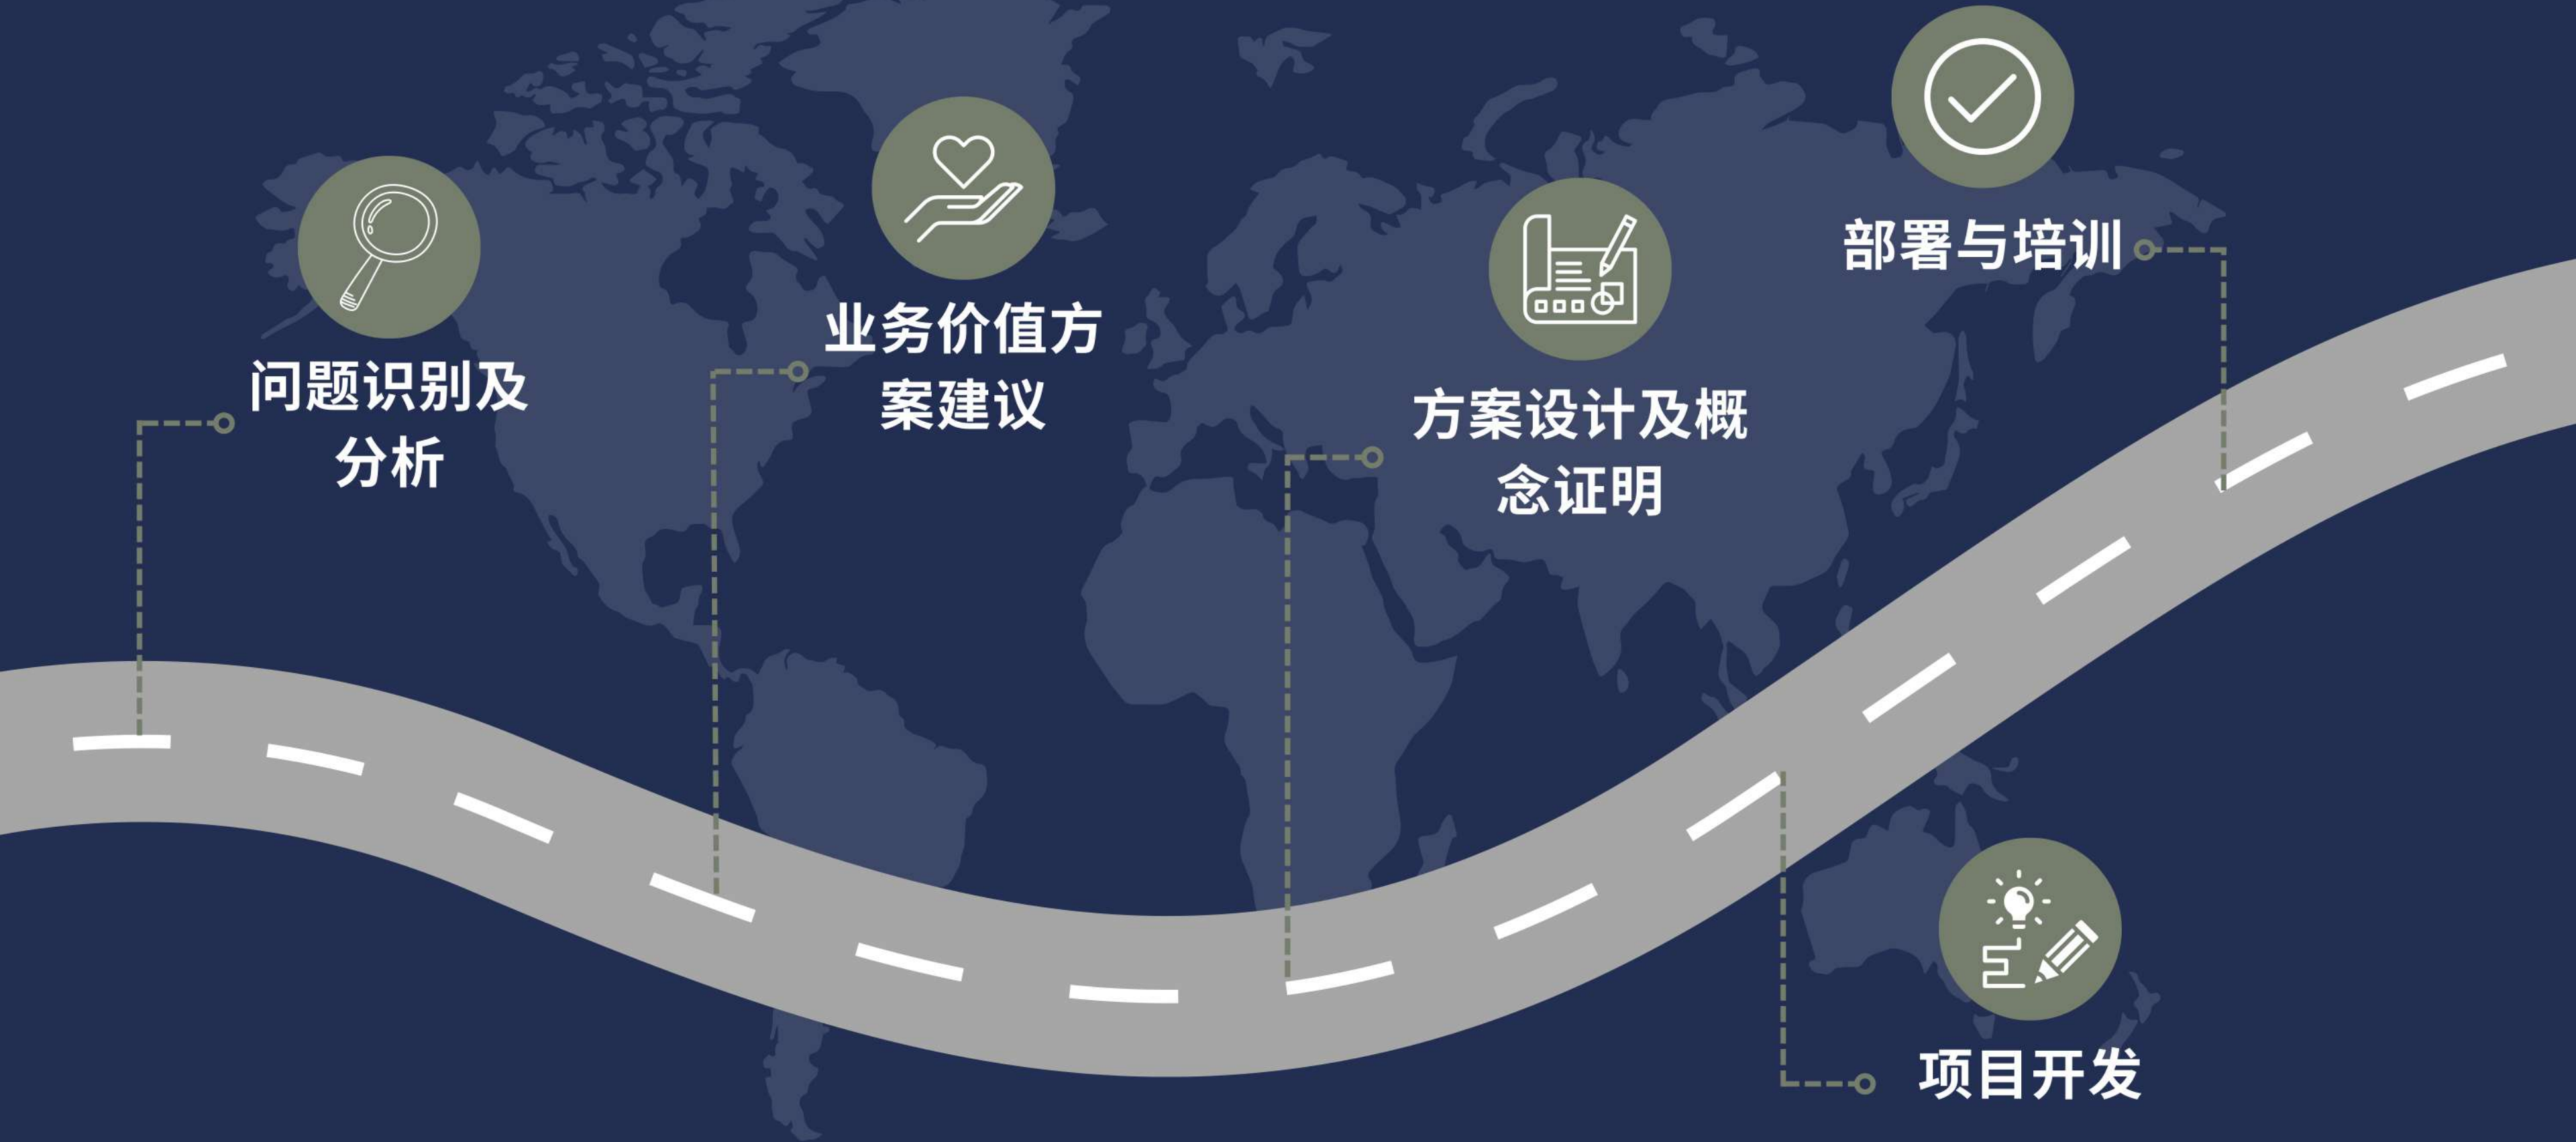 问题识别及
分析
业务价值方
案建议
方案设计及概
念证明
部署与培训
项目开发